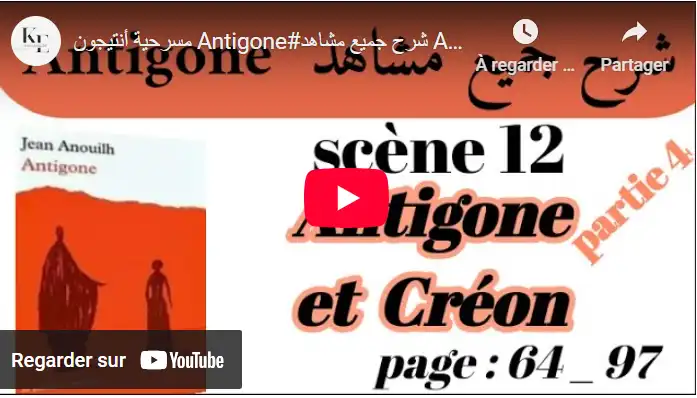 KE
مسرحية أنتيجون Antigone#شرح جميع مشاهد A...
À regarder ...
Partager
Antigone شرح جميع مشاهد
Jean Anouilh
Antigone
scène 12
Antigone
et Créon
partie 4
page : 64 _ 97
Regarder sur YouTube